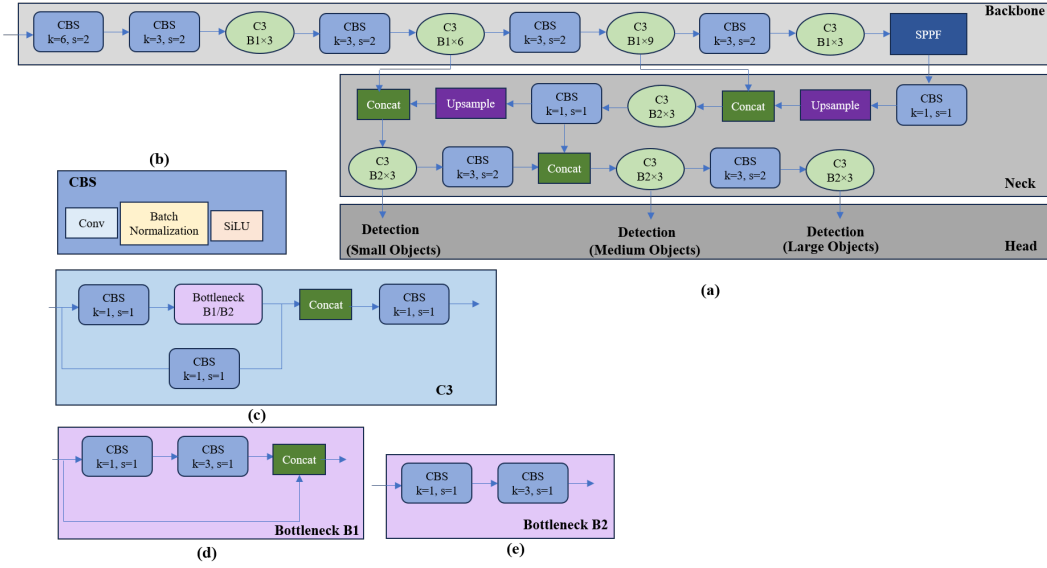 Backbone
CBS
k=6, s=2
CBS
k=3, s=2
C3
B1×3
CBS
k=3, s=2
C3
B1×6
CBS
k=3, s=2
C3
B1×9
CBS
k=3, s=2
C3
B1×3
SPPF
Concat
Upsample
CBS
k=1, s=1
C3
B2×3
Concat
Upsample
CBS
k=1, s=1
C3
B2×3
CBS
k=3, s=2
Concat
C3
B2×3
CBS
k=3, s=2
C3
B2×3
Neck
Detection
(Small Objects)
Detection
(Medium Objects)
Detection
(Large Objects)
Head
(a)
(b)
CBS
Conv
Batch
Normalization
SiLU
CBS
k=1, s=1
Bottleneck
B1/B2
Concat
CBS
k=1, s=1
CBS
k=1, s=1
C3
(c)
CBS
k=1, s=1
CBS
k=3, s=1
Concat
Bottleneck B1
(d)
CBS
k=1, s=1
CBS
k=3, s=1
Bottleneck B2
(e)